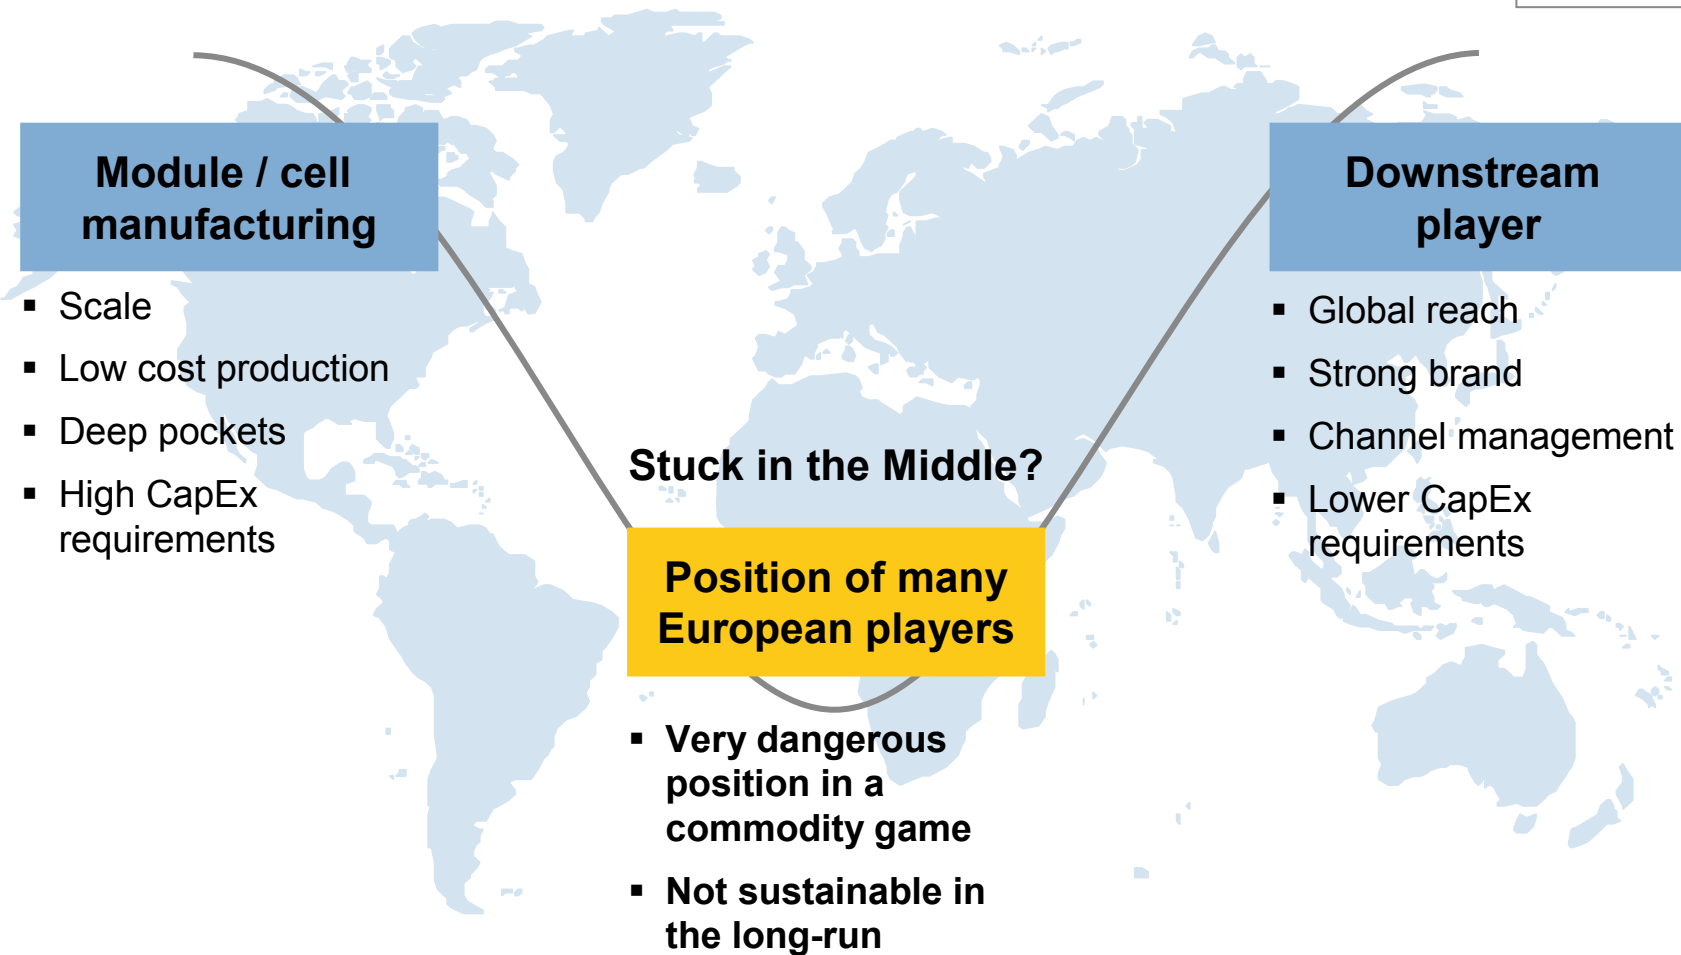 Module / cell
manufacturing
▪ Scale
▪ Low cost production
▪ Deep pockets
▪ High CapEx
requirements
Stuck in the Middle?
Position of many
European players
▪ Very dangerous
position in a
commodity game
▪ Not sustainable in
the long-run
Downstream
player
▪ Global reach
▪ Strong brand
▪ Channel management
▪ Lower CapEx
requirements